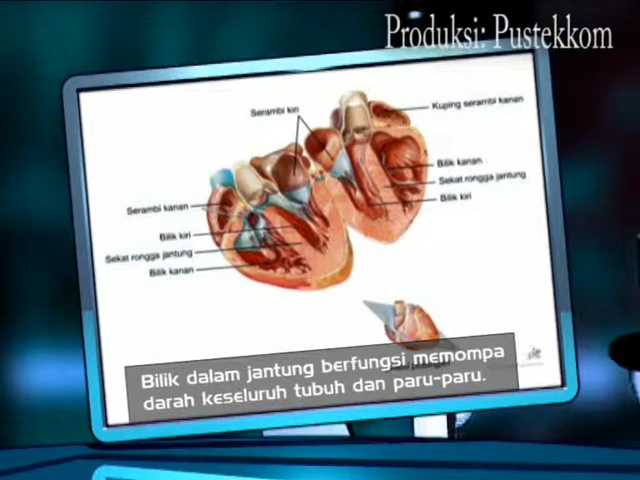 Produksi: Pustekkom
Serambi kiri
Kuping serambi kanan
Bilik kanan
Sekat rongga jantung
Bilik kiri
Serambi kanan
Bilik kiri
Sekat rongga jantung
Bilik kanan
Bilik dalam jantung berfungsi memompa
darah keseluruh tubuh dan paru-paru.